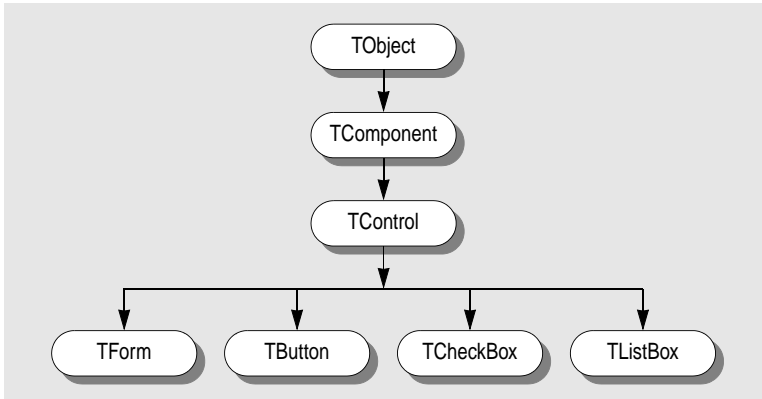 TObject
TComponent
TControl
TForm
TButton
TCheckBox
TListBox